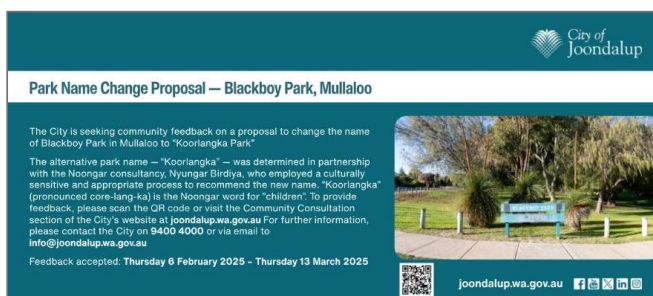 City of
Joondalup
Park Name Change Proposal — Blackboy Park, Mullaloo
The City is seeking community feedback on a proposal to change the name
of Blackboy Park in Mullaloo to "Koorlangka Park"
The alternative park name — "Koorlangka" — was determined in partnership
with the Noongar consultancy, Nyungar Birdiya, who employed a culturally
sensitive and appropriate process to recommend the new name. "Koorlangka"
(pronounced core-lang-ka) is the Noongar word for "children". To provide
feedback, please scan the QR code or visit the Community Consultation
section of the City's website at joondalup.wa.gov.au For further information,
please contact the City on 9400 4000 or via email to
info@joondalup.wa.gov.au
Feedback accepted: Thursday 6 February 2025 – Thursday 13 March 2025
BLACKBOY PARK
joondalup.wa.gov.au